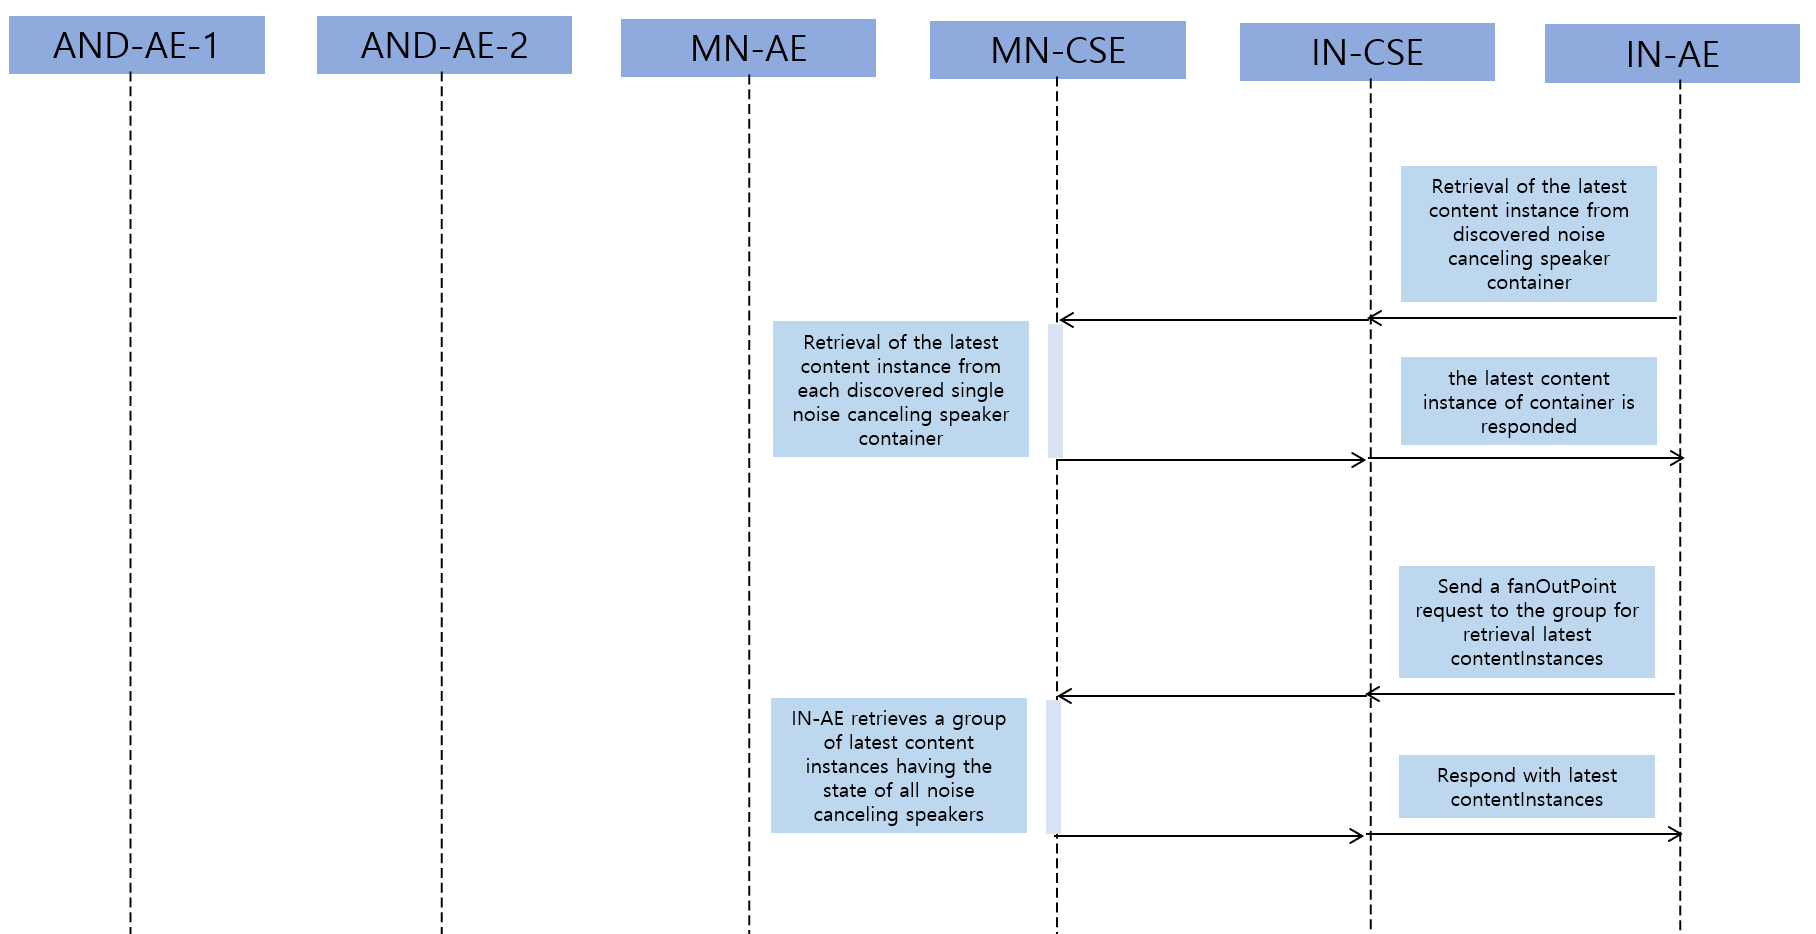 AND-AE-1
AND-AE-2
MN-AE
MN-CSE
IN-CSE
IN-AE
Retrieval of the latest
content instance from
discovered noise
canceling speaker
container
Retrieval of the latest
content instance from
each discovered single
noise canceling speaker
container
the latest content
instance of container is
responded
Send a fanOutPoint
request to the group for
retrieval latest
contentInstances
IN-AE retrieves a group
of latest content
instances having the
state of all noise
canceling speakers
Respond with latest
contentInstances